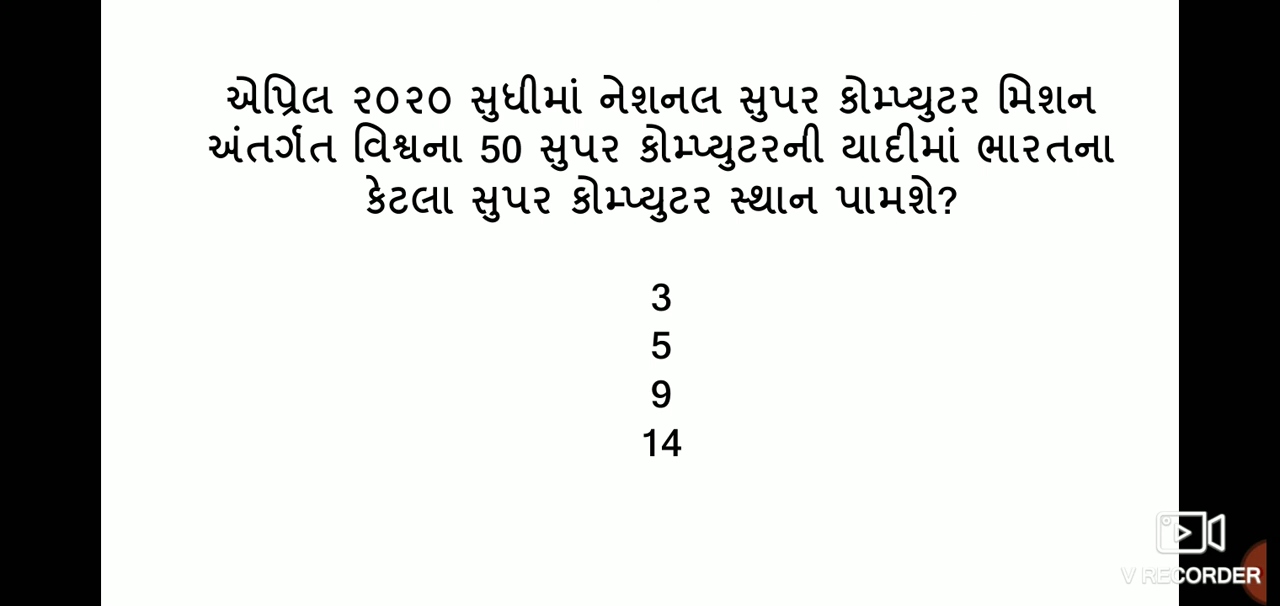 એપ્રિલ ૨૦૨૦ સુધીમાં નેશનલ સુપર કોમ્પ્યુટર મિશન
અંતર્ગત વિશ્વના 50 સુપર કોમ્પ્યુટરની યાદીમાં ભારતના
કેટલા સુપર કોમ્પ્યુટર સ્થાન પામશે?
3
5
9
14
V RECORDER